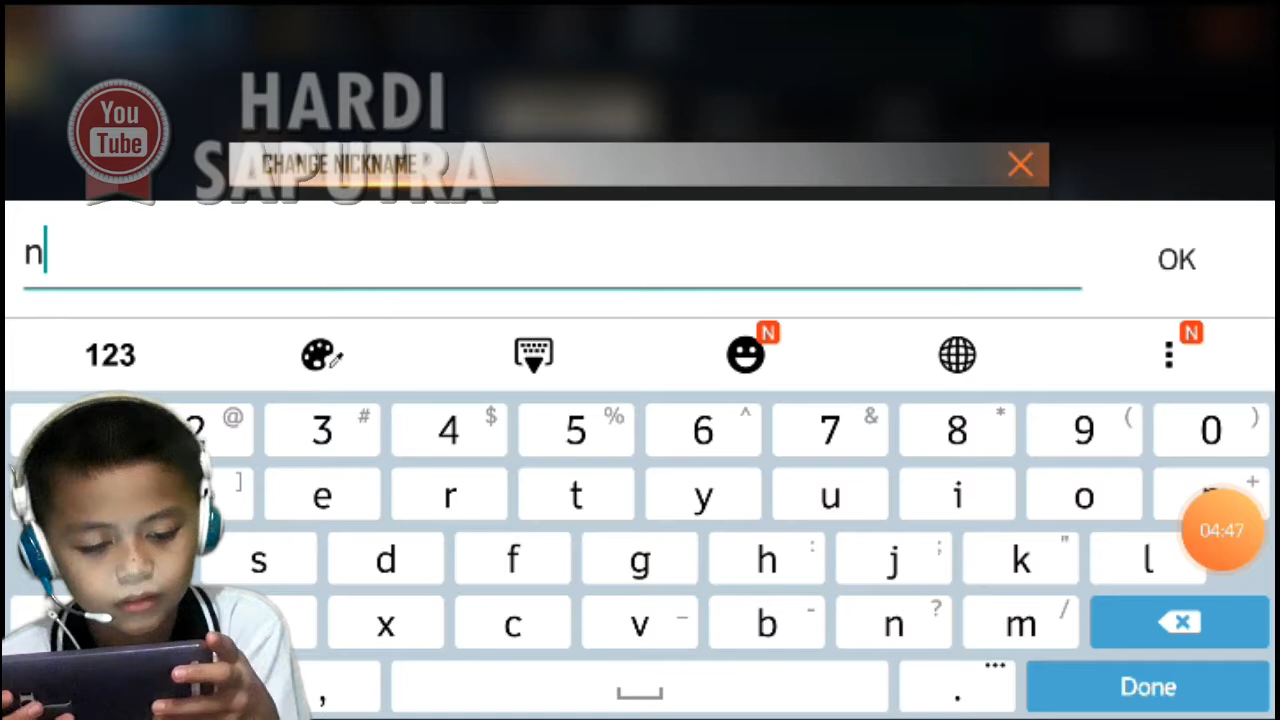 You
Tube
HARDI
SAPUTRA
CHANGE NICKNAME
n
OK
123
N
N
2 @ 3 # 4 $ 5 % 6 ^ 7 & 8 * 9 ( 0 )
] e r t y u i o +
s d f g h : j ; k " l
x c v _ b - n ? m /
, . ... Done
04:47